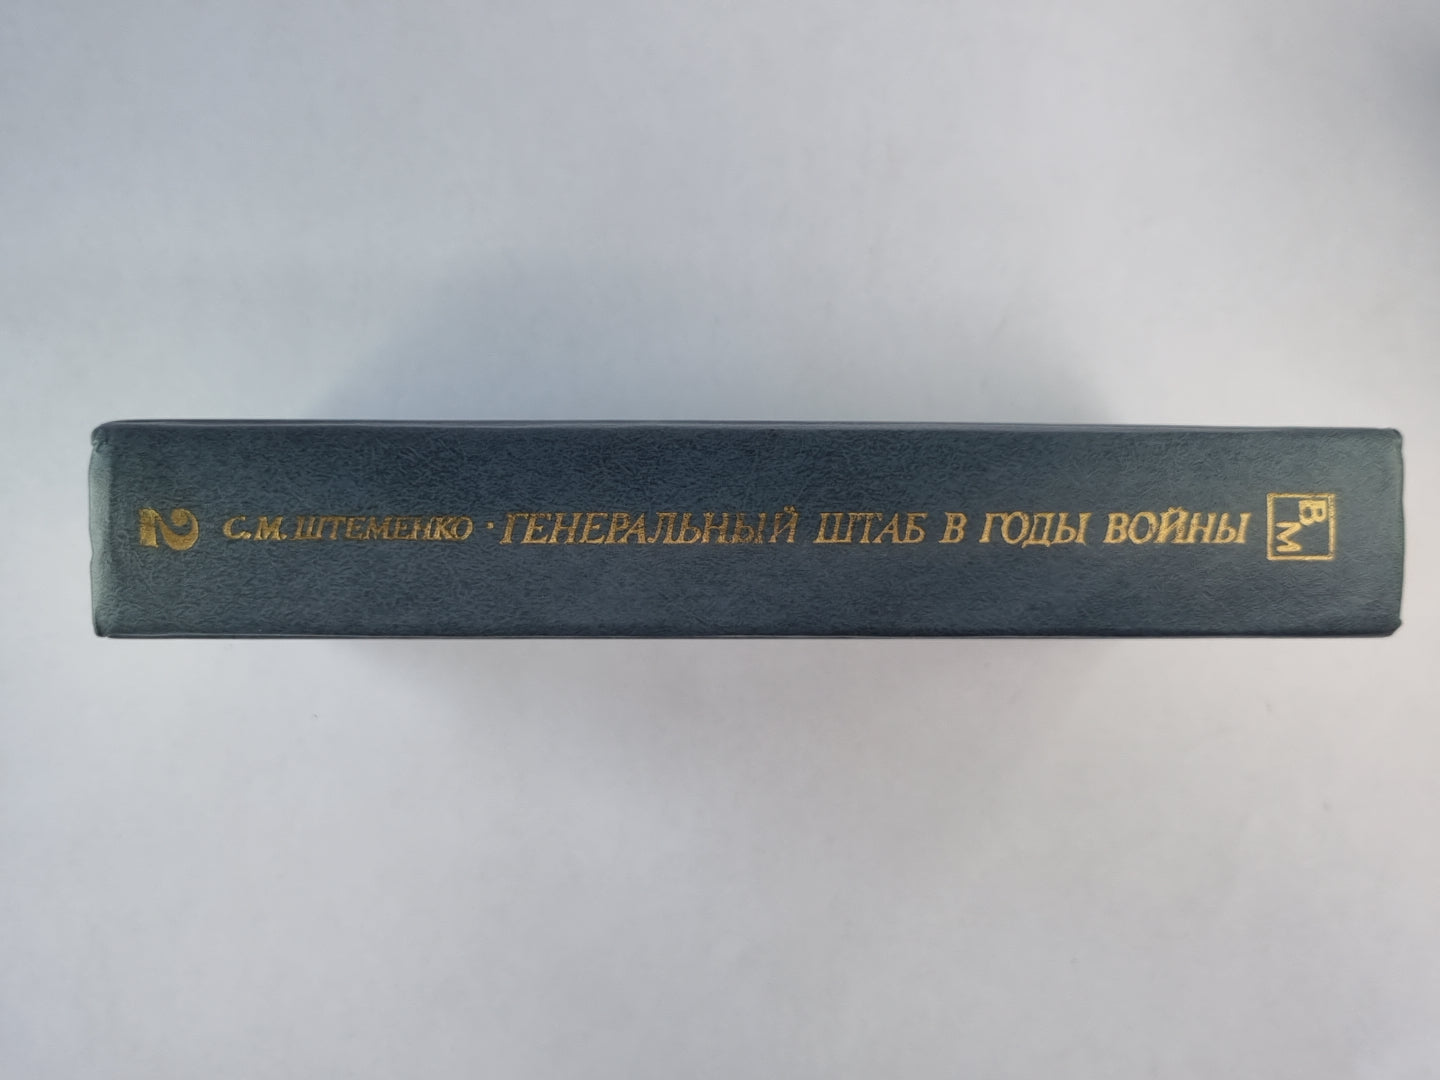 2
С.М. ШТЕМЕНКО · ГЕНЕРАЛЬНЫЙ ШТАБ В ГОДЫ ВОЙНЫ
ВМ